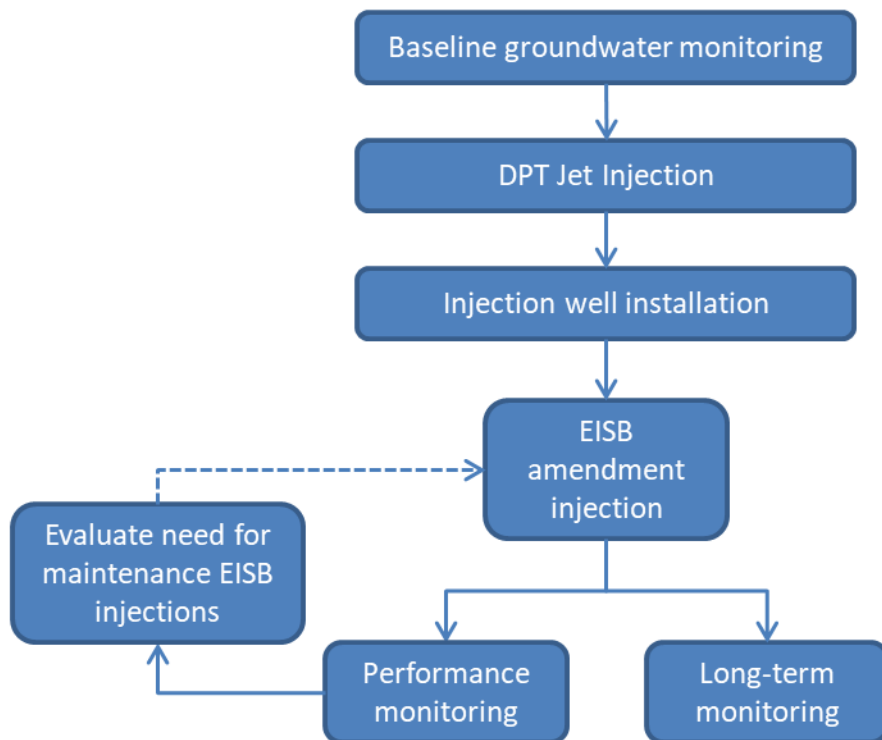 Baseline groundwater monitoring
DPT Jet Injection
Injection well installation
EISB
amendment
injection
Evaluate need for
maintenance EISB
injections
Performance
monitoring
Long-term
monitoring